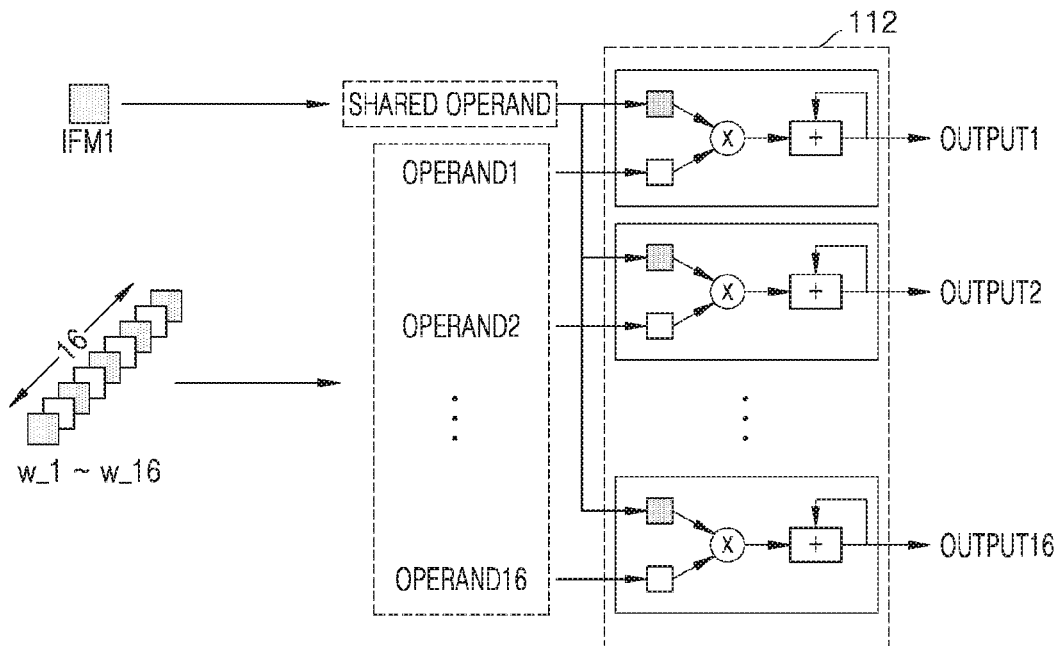 112
SHARED OPERAND
IFM1
X
+
OUTPUT1
OPERAND1
X
+
OUTPUT2
OPERAND2
16
w_1 ~ w_16
X
+
OUTPUT16
OPERAND16